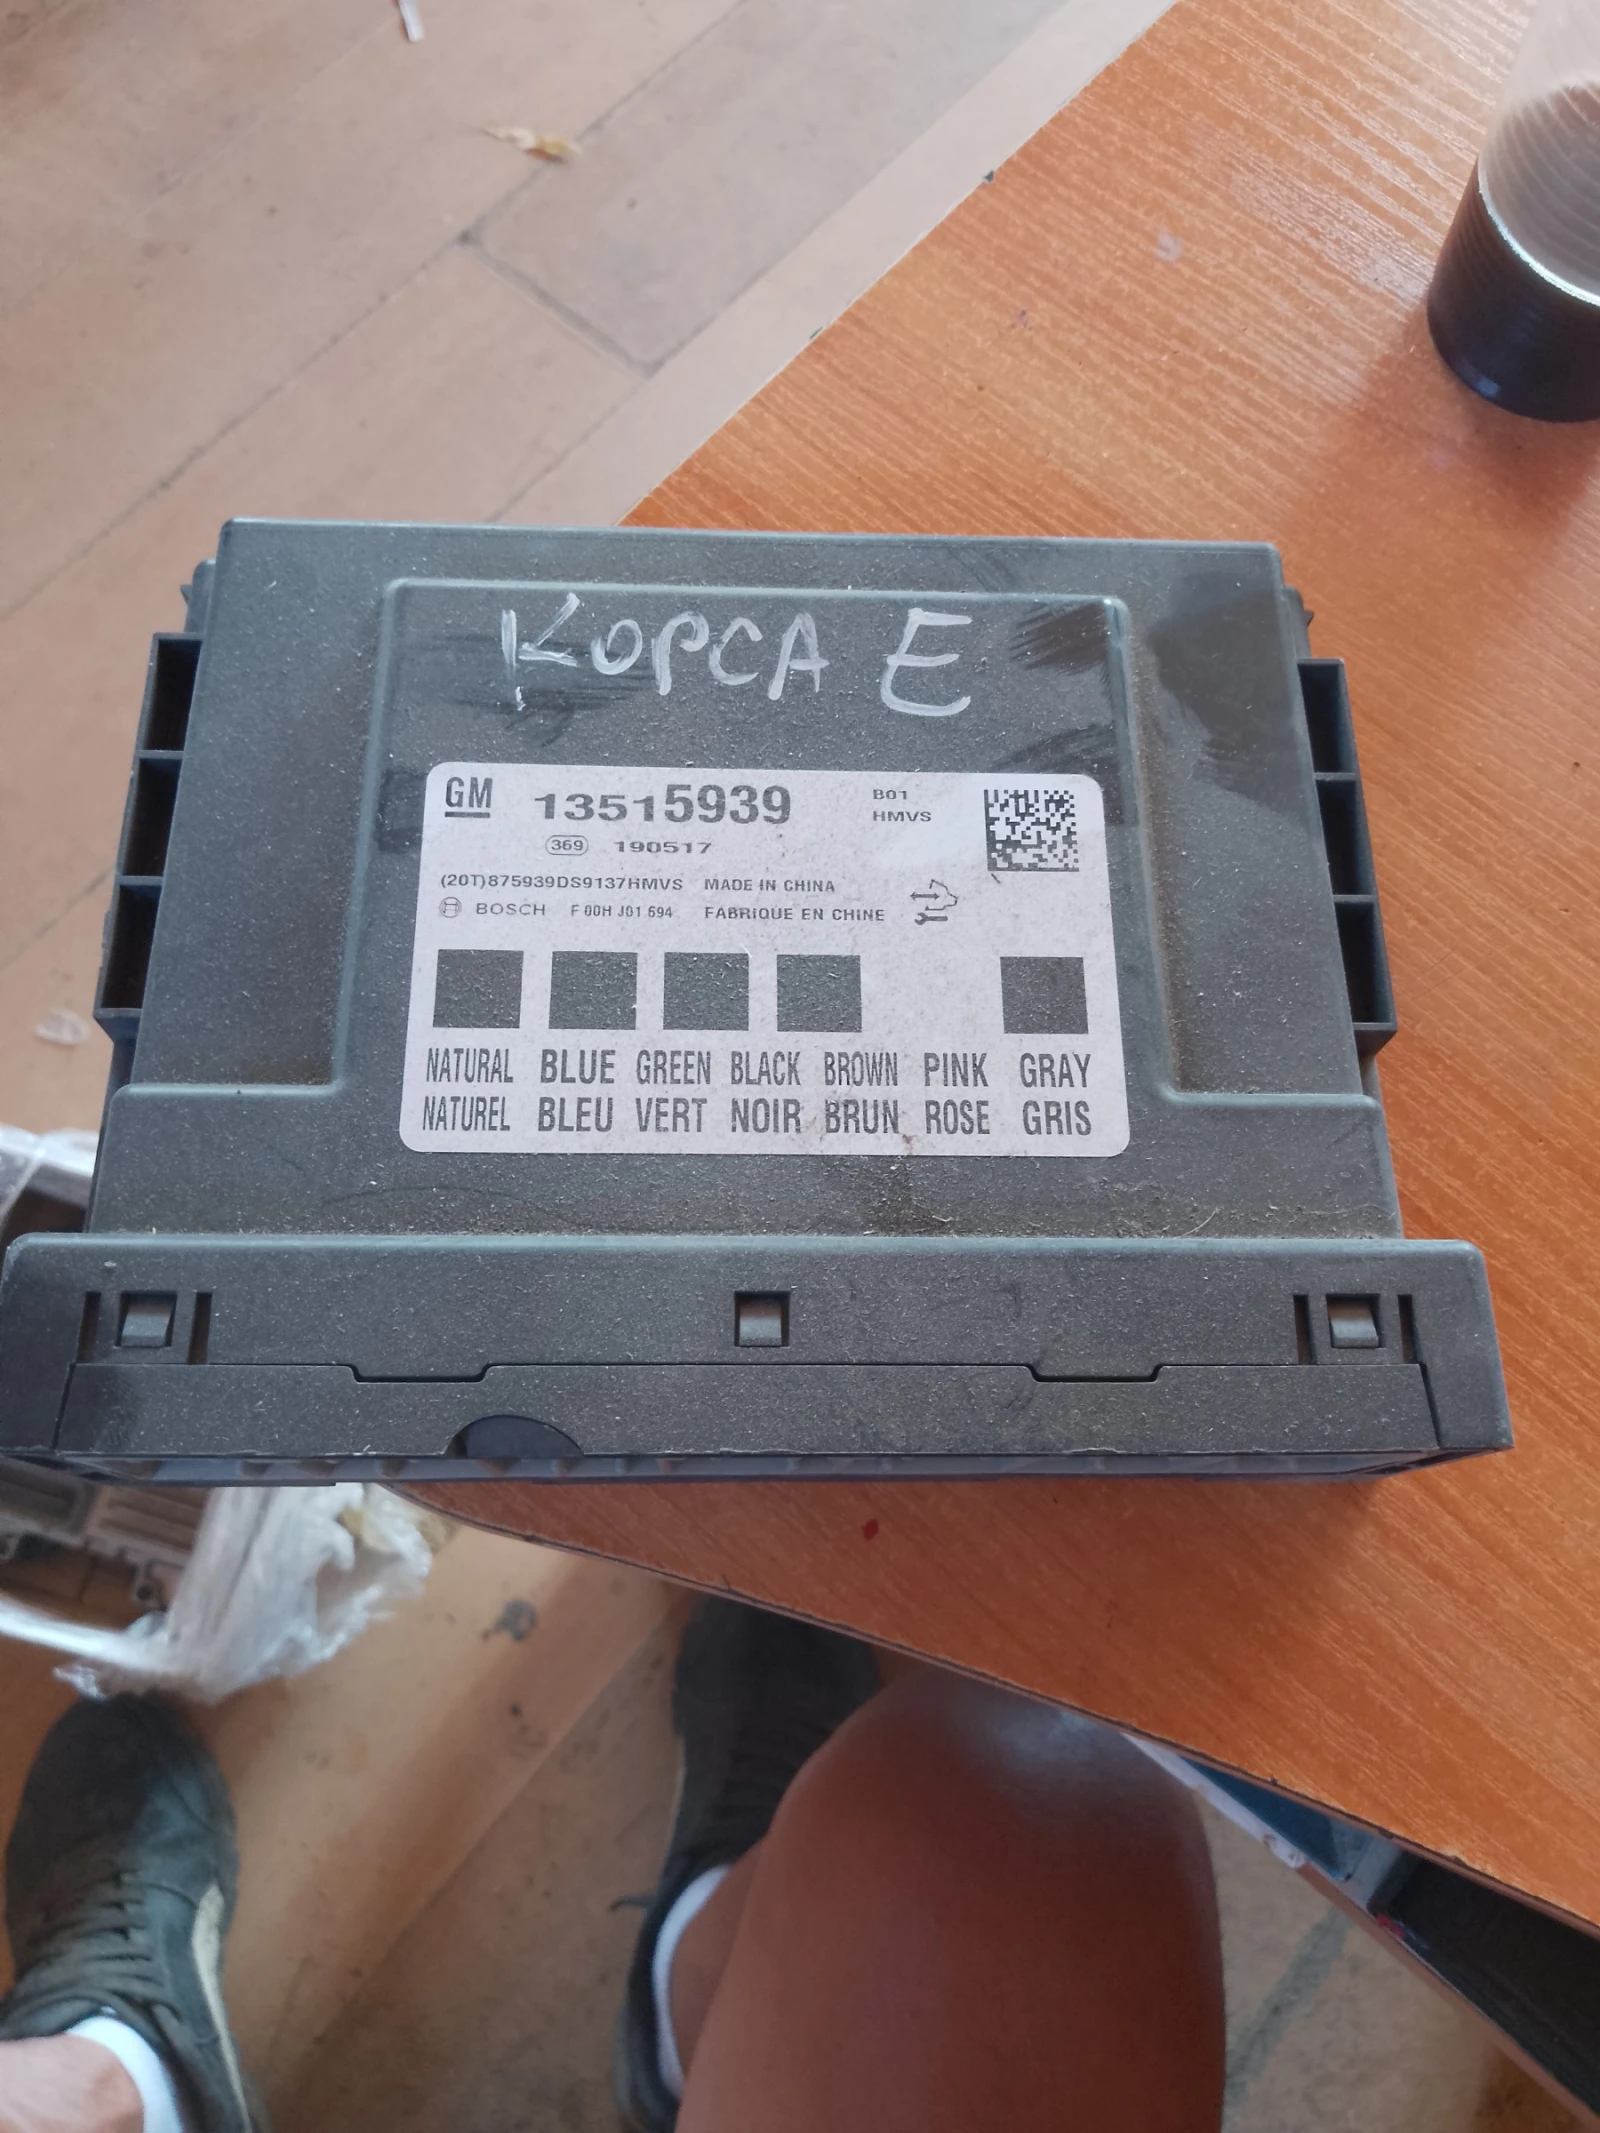 КОРСА Е
GM 13515939 B01
HMVS
369 190517
(20T)875939DS9137HMVS MADE IN CHINA
BOSCH F 00H J01 694 FABRIQUE EN CHINE
NATURAL BLUE GREEN BLACK BROWN PINK GRAY
NATUREL BLEU VERT NOIR BRUN ROSE GRIS